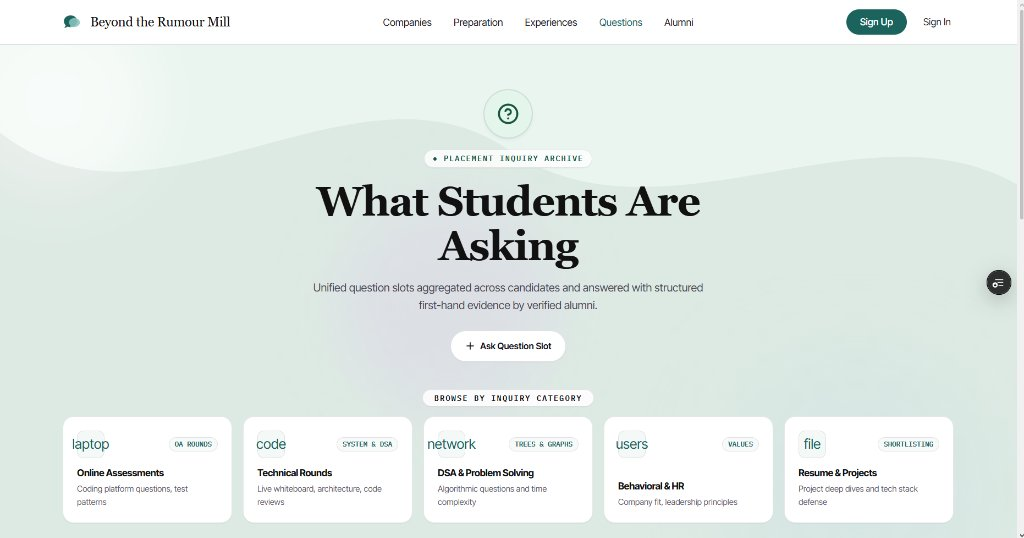 Beyond the Rumour Mill
Companies
Preparation
Experiences
Questions
Alumni
Sign Up
Sign In
PLACEMENT INQUIRY ARCHIVE
What Students Are
Asking
Unified question slots aggregated across candidates and answered with structured
first-hand evidence by verified alumni.
+ Ask Question Slot
BROWSE BY INQUIRY CATEGORY
laptop
OA ROUNDS
Online Assessments
Coding platform questions, test
patterns
code
SYSTEM & DSA
Technical Rounds
Live whiteboard, architecture, code
reviews
network
TREES & GRAPHS
DSA & Problem Solving
Algorithmic questions and time
complexity
users
VALUES
Behavioral & HR
Company fit, leadership principles
file
SHORTLISTING
Resume & Projects
Project deep dives and tech stack
defense